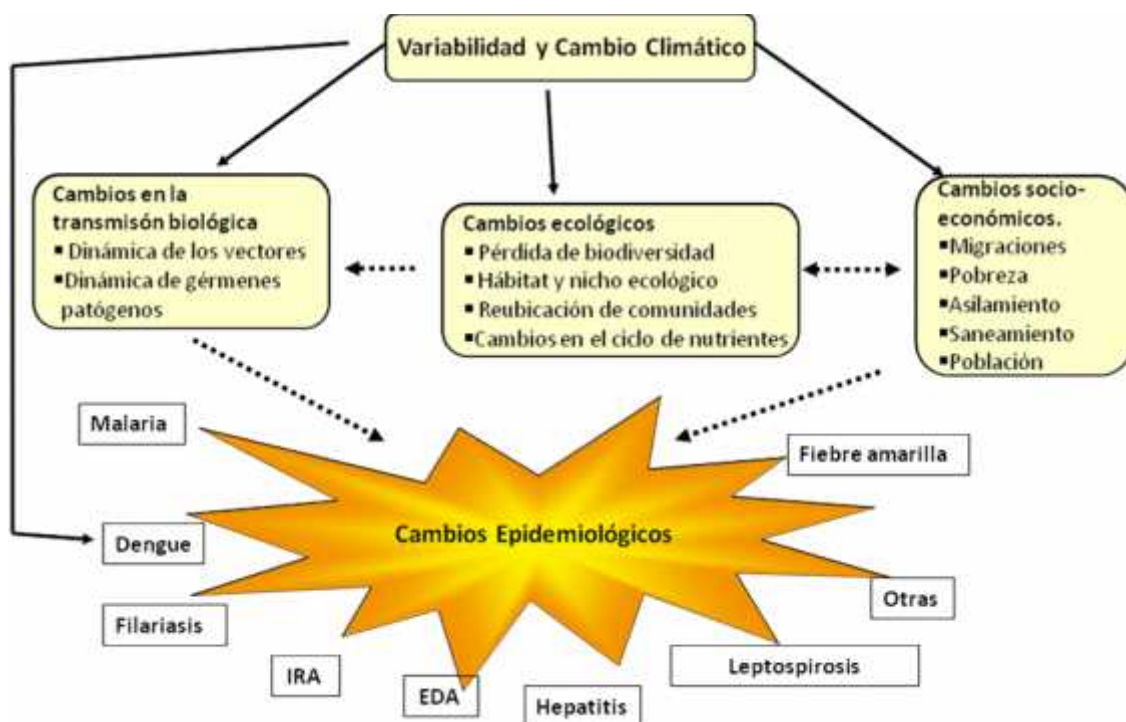 Variabilidad y Cambio Climático
Cambios en la
transmisón biológica
▪ Dinámica de los vectores
▪Dinámica de gérmenes
patógenos
Cambios ecológicos
▪ Pérdida de biodiversidad
▪ Hábitat y nicho ecológico
▪ Reubicación de comunidades
▪Cambios en el ciclo de nutrientes
Cambios socio-
económicos.
▪Migraciones
▪Pobreza
▪Asilamiento
▪Saneamiento
▪Población
Malaria
Fiebre amarilla
Cambios Epidemiológicos
Dengue
Otras
Filariasis
IRA
EDA
Hepatitis
Leptospirosis